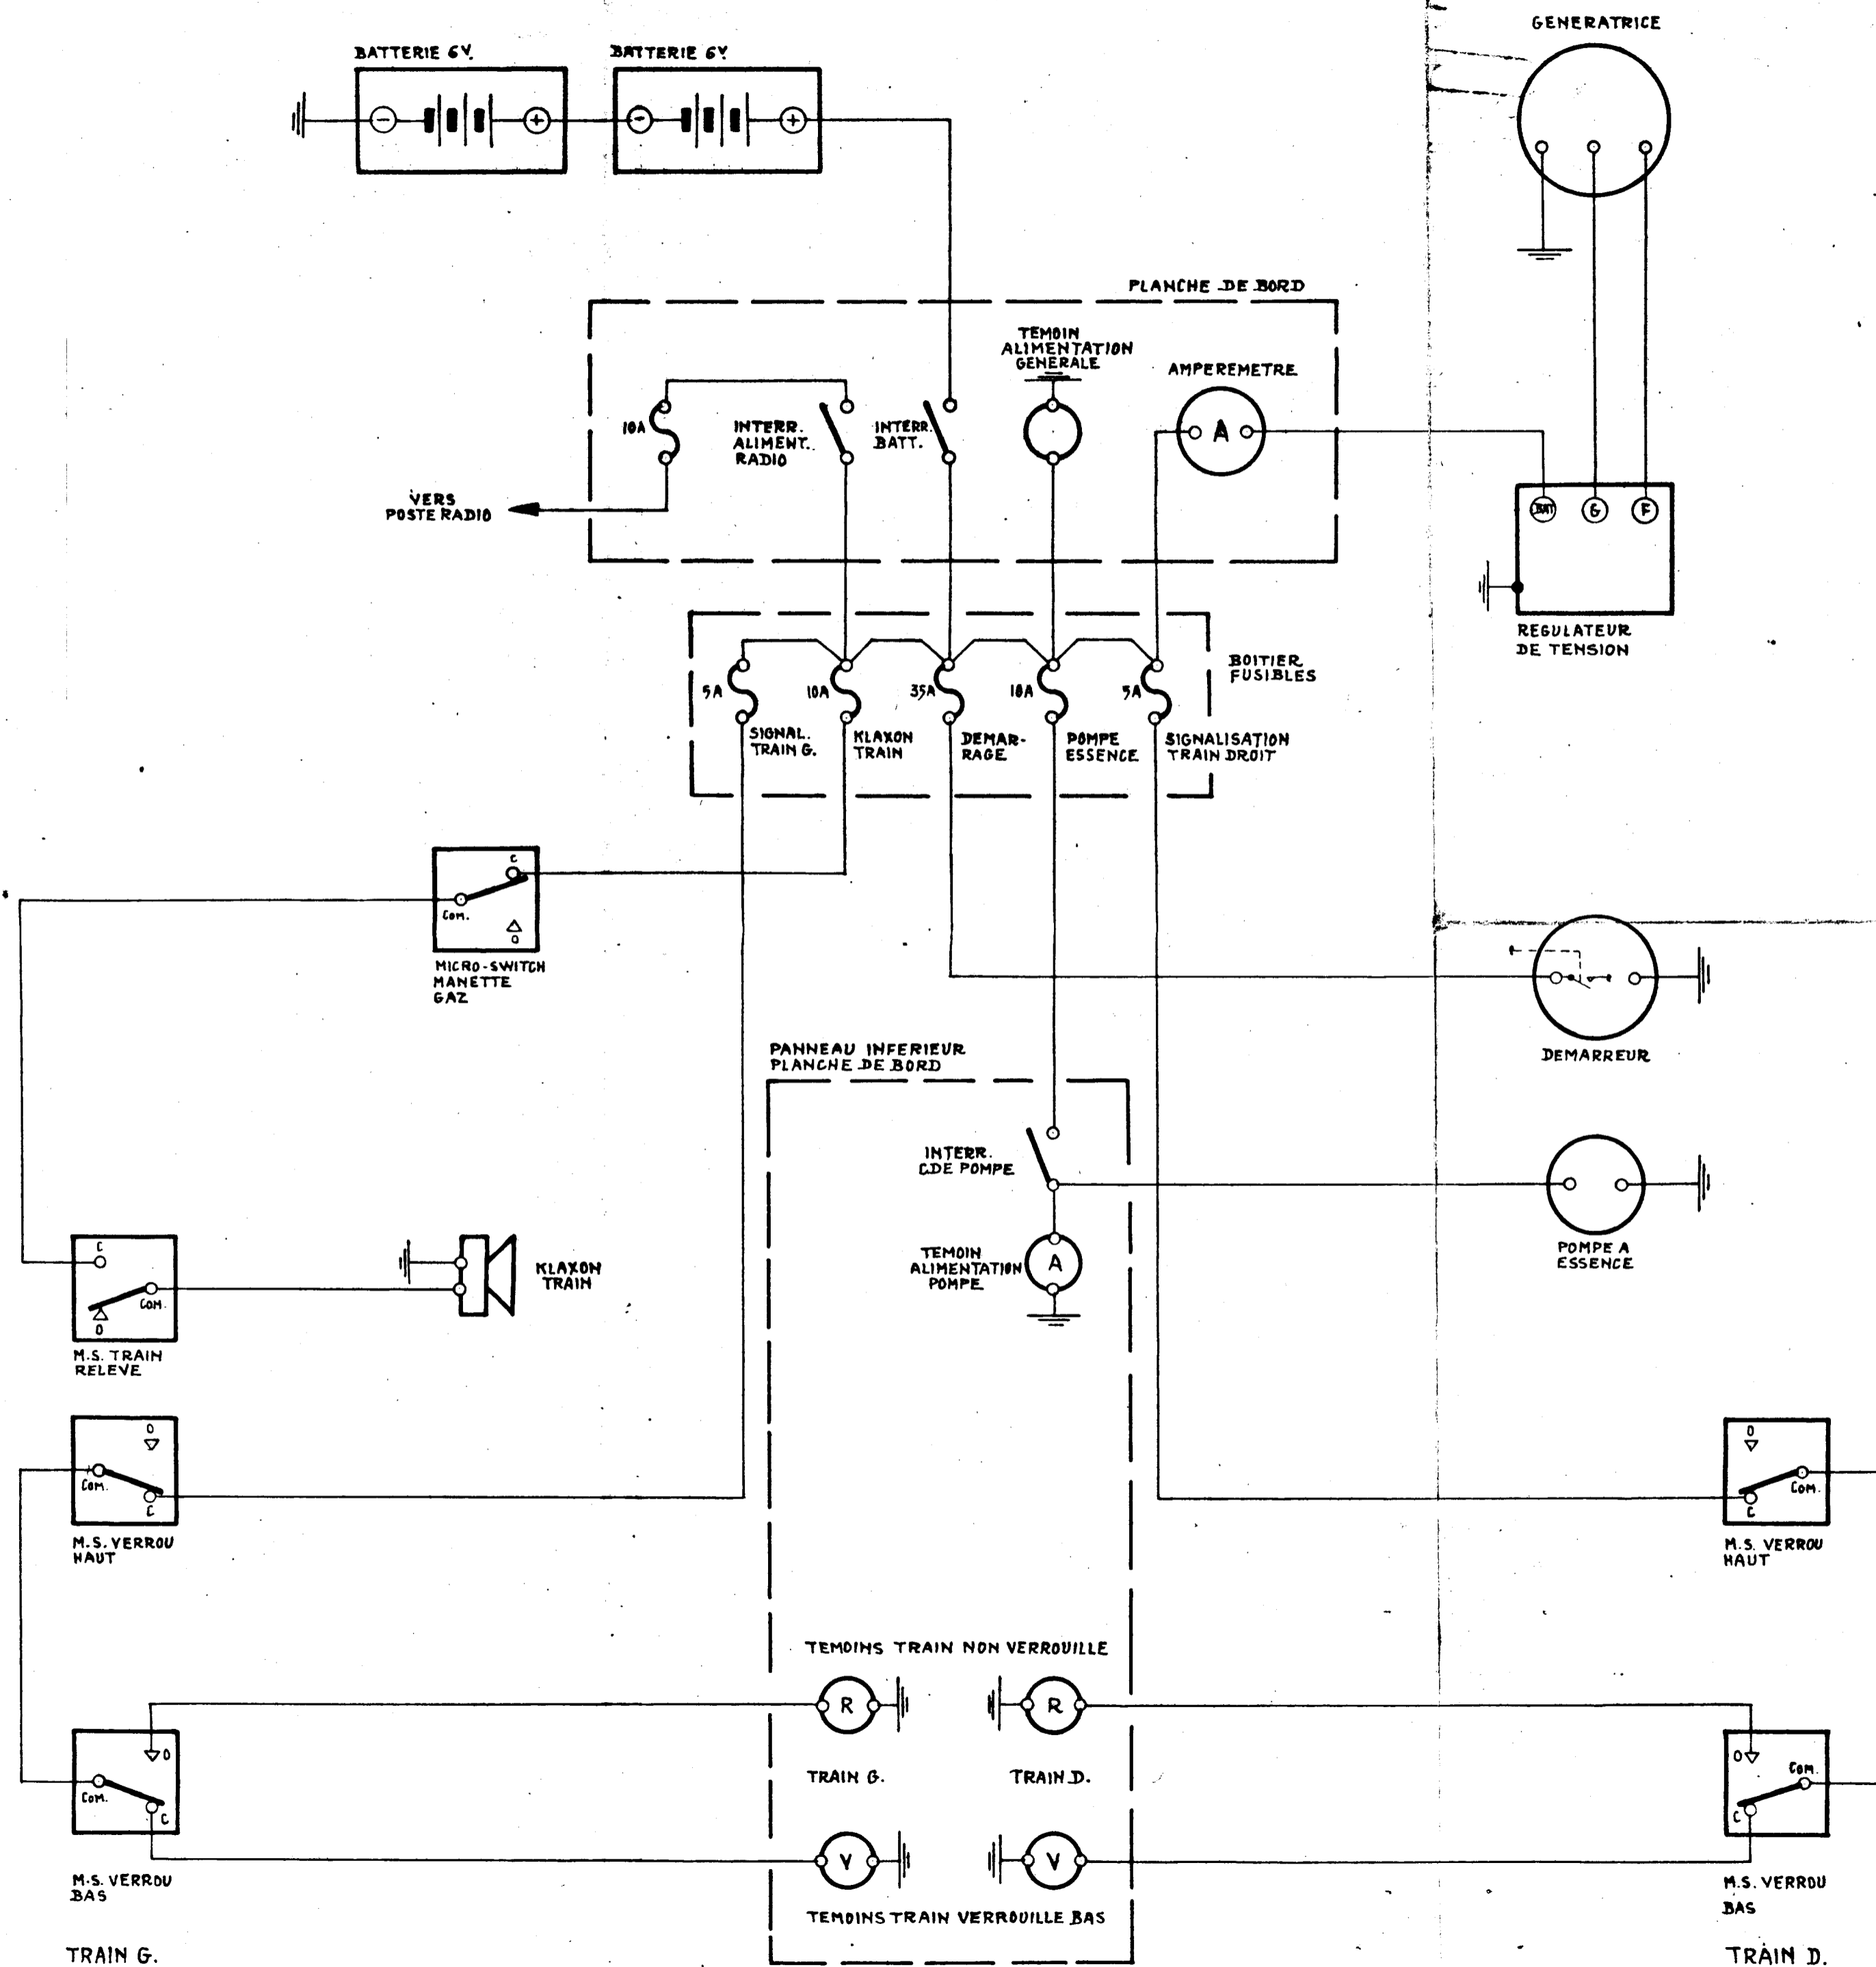 GENERATRICE
BATTERIE 6V.
BATTERIE 6V
−
+
-
+
PLANCHE DE BORD
TEMOIN
ALIMENTATION
GENERALE
AMPEREMETRE
10A
INTERR.
ALIMENT.
RADIO
INTERR.
BATT.
A
VERS
POSTE RADIO
BAT
G
F
REGULATEUR
DE TENSION
BOITIER
FUSIBLES
5A
10A
35A
10A
5A
SIGNAL.
TRAIN G.
KLAXON
TRAIN
DEMAR-
RAGE
POMPE
ESSENCE
SIGNALISATION
TRAIN DROIT
C
Com.
O
MICRO-SWITCH
MANETTE
GAZ
DEMARREUR
PANNEAU INFERIEUR
PLANCHE DE BORD
INTERR.
CDE POMPE
POMPE A
ESSENCE
TEMOIN
ALIMENTATION
POMPE
A
C
COM.
O
KLAXON
TRAIN
M.S. TRAIN
RELEVE
O
Com.
C
M.S. VERROU
HAUT
O
Com.
C
M.S. VERROU
HAUT
TEMOINS TRAIN NON VERROUILLE
R
R
TRAIN G.
TRAIN D.
O
Com.
C
O
Com.
C
V
V
M.S. VERROU
BAS
M.S. VERROU
BAS
TEMOINS TRAIN VERROUILLE BAS
TRAIN G.
TRAIN D.